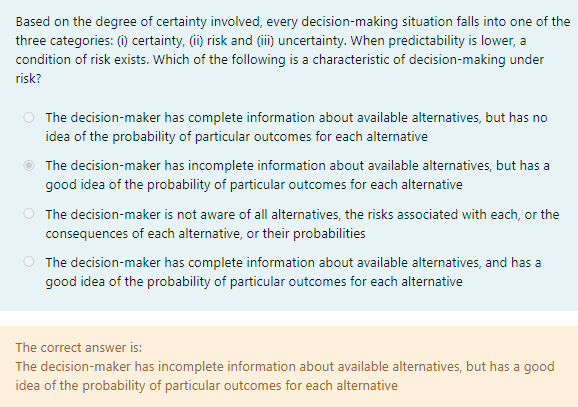 Based on the degree of certainty involved, every decision-making situation falls into one of the
three categories: (i) certainty, (ii) risk and (iii) uncertainty. When predictability is lower, a
condition of risk exists. Which of the following is a characteristic of decision-making under
risk?
The decision-maker has complete information about available alternatives, but has no
idea of the probability of particular outcomes for each alternative
The decision-maker has incomplete information about available alternatives, but has a
good idea of the probability of particular outcomes for each alternative
The decision-maker is not aware of all alternatives, the risks associated with each, or the
consequences of each alternative, or their probabilities
The decision-maker has complete information about available alternatives, and has a
good idea of the probability of particular outcomes for each alternative
The correct answer is:
The decision-maker has incomplete information about available alternatives, but has a good
idea of the probability of particular outcomes for each alternative